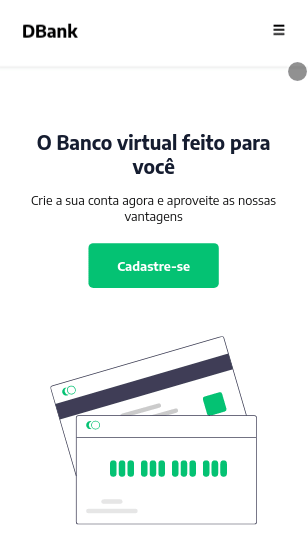 DBank
O Banco virtual feito para
você
Crie a sua conta agora e aproveite as nossas
vantagens
Cadastre-se